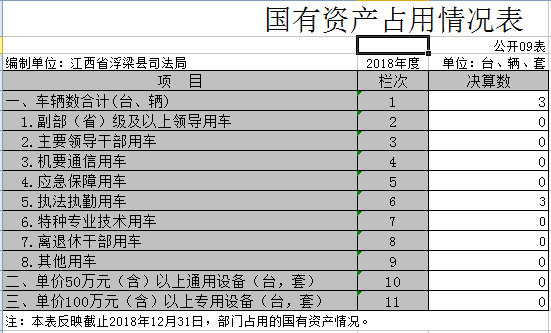 国有资产占用情况表
公开09表
编制单位：江西省浮梁县司法局 2018年度 单位：台、辆、套
项 目 栏次 决算数
一、车辆数合计(台、辆) 1 3
1.副部（省）级及以上领导用车 2 0
2.主要领导干部用车 3 0
3.机要通信用车 4 0
4.应急保障用车 5 0
5.执法执勤用车 6 3
6.特种专业技术用车 7 0
7.离退休干部用车 8 0
8.其他用车 9 0
二、单价50万元（含）以上通用设备（台，套） 10 0
三、单价100万元（含）以上专用设备（台，套） 11 0
注：本表反映截止2018年12月31日，部门占用的国有资产情况。